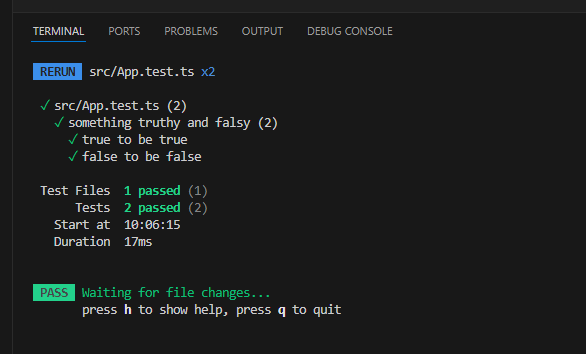 TERMINAL PORTS PROBLEMS OUTPUT DEBUG CONSOLE
RERUN src/App.test.ts x2
✓ src/App.test.ts (2)
✓ something truthy and falsy (2)
✓ true to be true
✓ false to be false
Test Files 1 passed (1)
Tests 2 passed (2)
Start at 10:06:15
Duration 17ms
PASS Waiting for file changes...
press h to show help, press q to quit